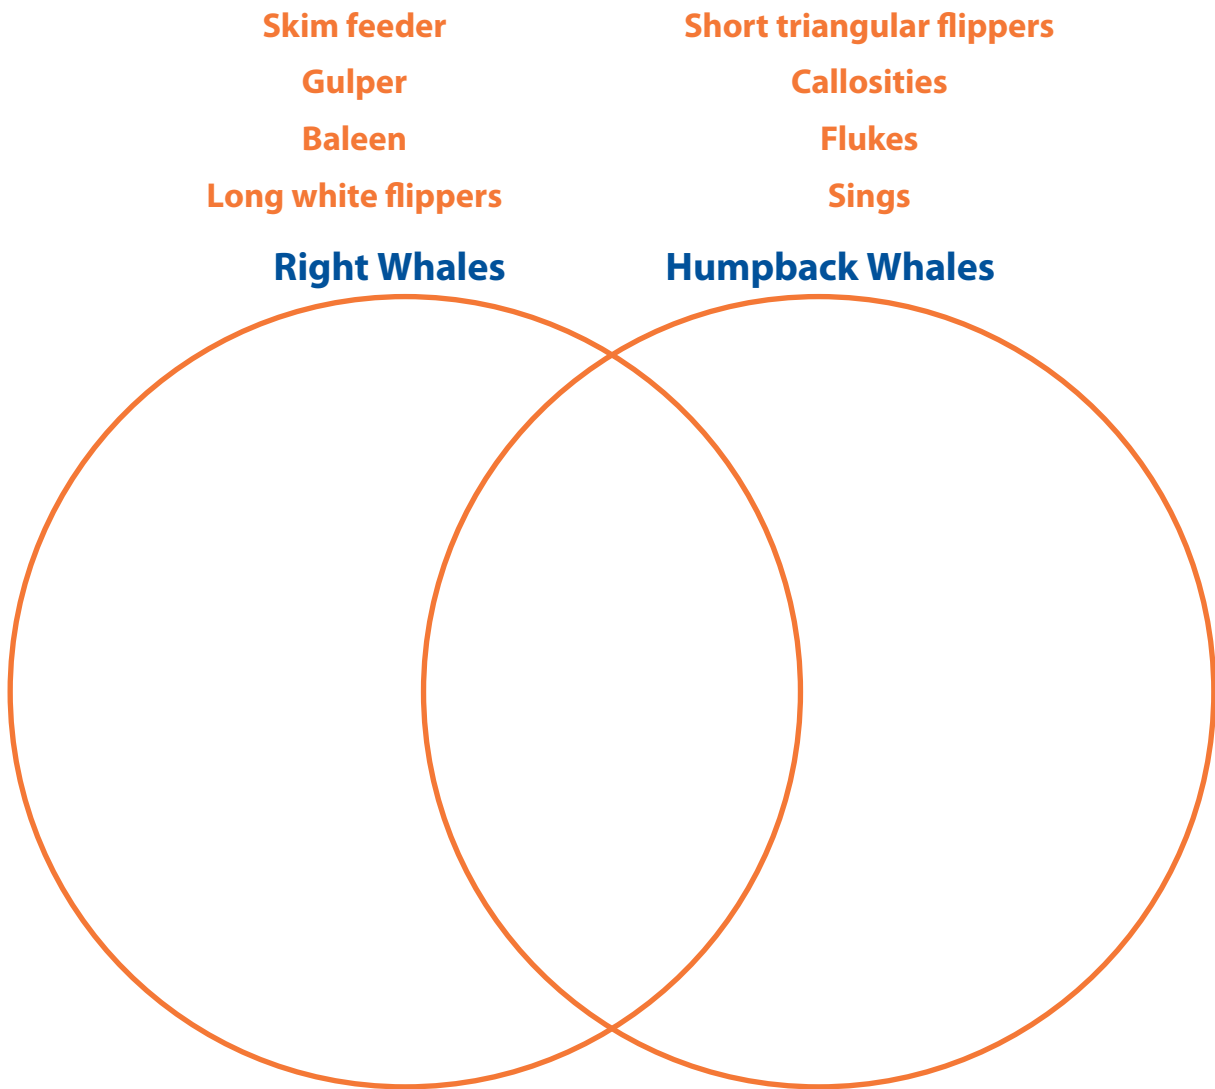 Skim feeder
Short triangular flippers
Gulper
Callosities
Baleen
Flukes
Long white flippers
Sings
Right Whales
Humpback Whales